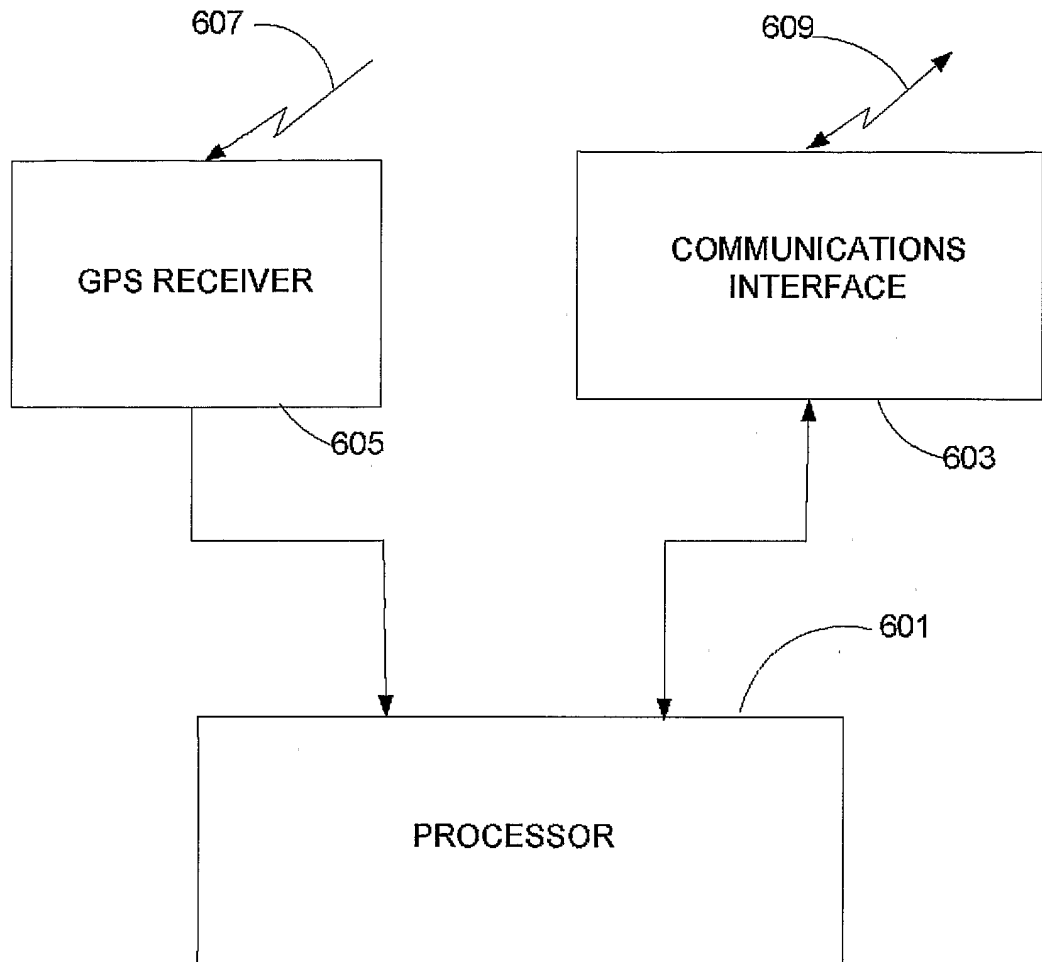 607
609
GPS RECEIVER
COMMUNICATIONS
INTERFACE
605
603
601
PROCESSOR